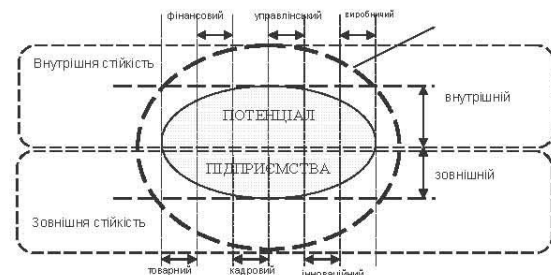 фінансовий управлінський виробничий
Внутрішня стійкість
внутрішній
ПОТЕНЦІАЛ
ПІДПРИЄМСТВА
зовнішній
Зовнішня стійкість
товарний кадровий інноваційний